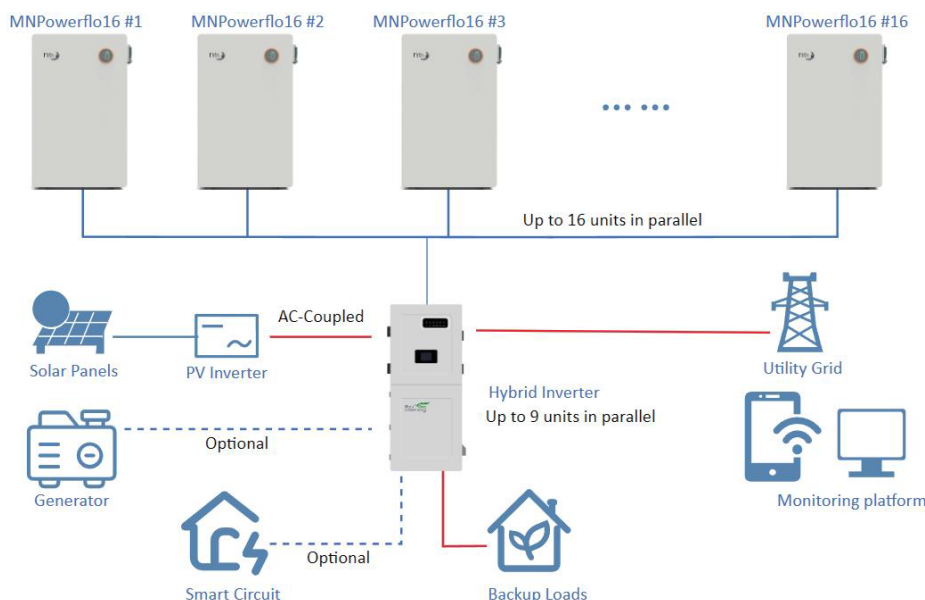 MNPowerflo16 #1
MNPowerflo16 #2
MNPowerflo16 #3
MNPowerflo16 #16
Up to 16 units in parallel
AC-Coupled
Solar Panels
PV Inverter
Utility Grid
Hybrid Inverter
Up to 9 units in parallel
Optional
Generator
Monitoring platform
Optional
Smart Circuit
Backup Loads